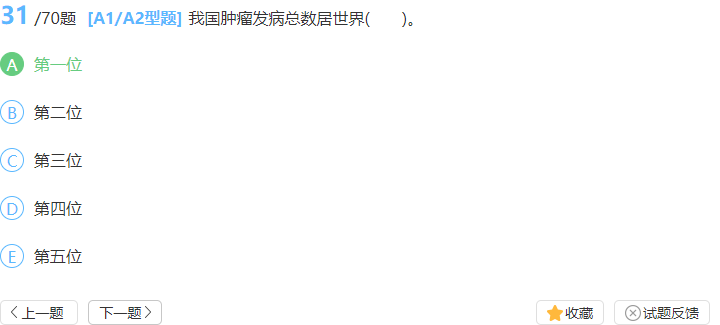 31 /70题 [A1/A2型题] 我国肿瘤发病总数居世界(  )。
A 第一位
B 第二位
C 第三位
D 第四位
E 第五位
上一题 下一题 收藏 试题反馈